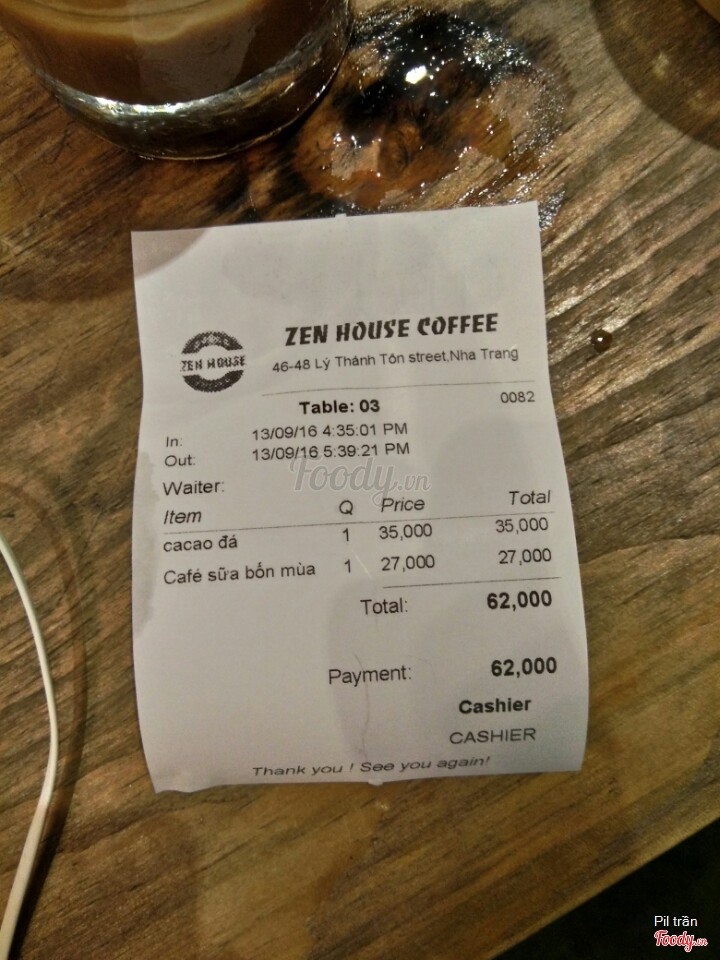 ZEN HOUSE
ZEN HOUSE COFFEE
46-48 Lý Thánh Tôn street,Nha Trang
Table: 03 0082
In: 13/09/16 4:35:01 PM
Out: 13/09/16 5:39:21 PM
Foody.vn
Waiter:
Item Q Price Total
cacao đá 1 35,000 35,000
Café sữa bốn mùa 1 27,000 27,000
Total: 62,000
Payment: 62,000
Cashier
CASHIER
Thank you ! See you again!
Pil trần
Foody.vn